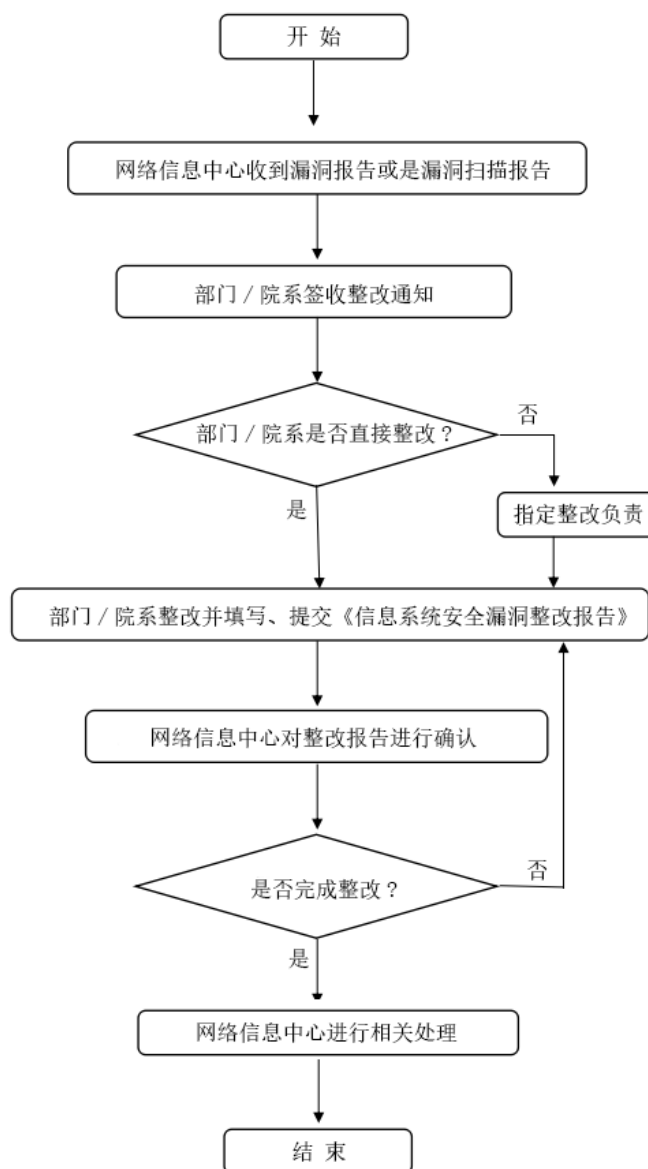 开 始
网络信息中心收到漏洞报告或是漏洞扫描报告
部门／院系签收整改通知
部门／院系是否直接整改？
否
是
指定整改负责
部门／院系整改并填写、提交《信息系统安全漏洞整改报告》
网络信息中心对整改报告进行确认
是否完成整改？
否
是
网络信息中心进行相关处理
结 束